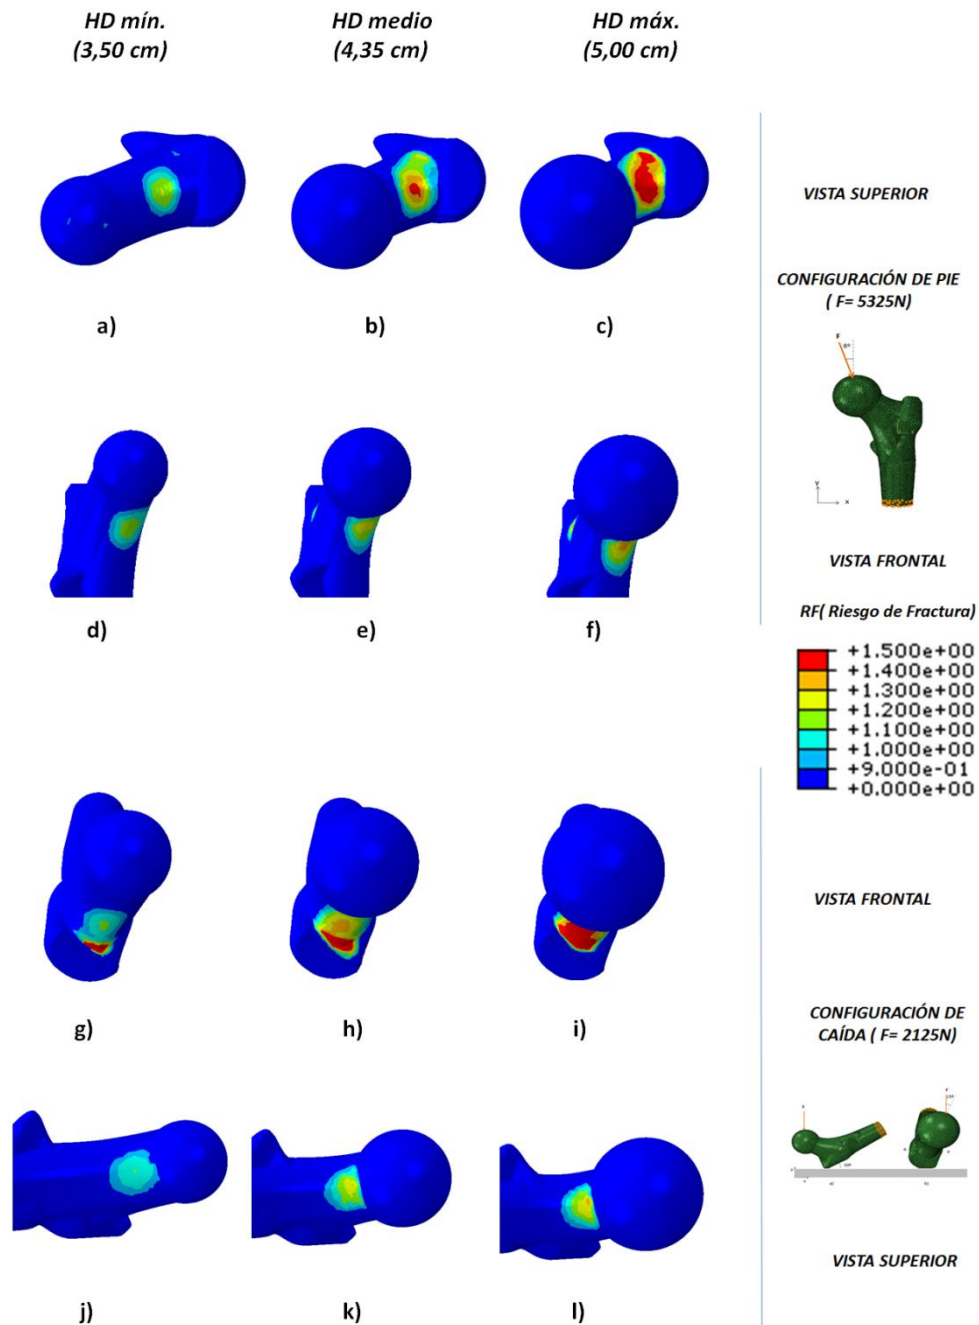 HD mín.
(3,50 cm)
HD medio
(4,35 cm)
HD máx.
(5,00 cm)
VISTA SUPERIOR
a)
b)
c)
CONFIGURACIÓN DE PIE
( F= 5325N)
F
Y
X
d)
e)
f)
VISTA FRONTAL
RF( Riesgo de Fractura)
+1.500e+00
+1.400e+00
+1.300e+00
+1.200e+00
+1.100e+00
+1.000e+00
+9.000e-01
+0.000e+00
VISTA FRONTAL
g)
h)
i)
CONFIGURACIÓN DE
CAÍDA ( F= 2125N)
F
F
VISTA SUPERIOR
j)
k)
l)